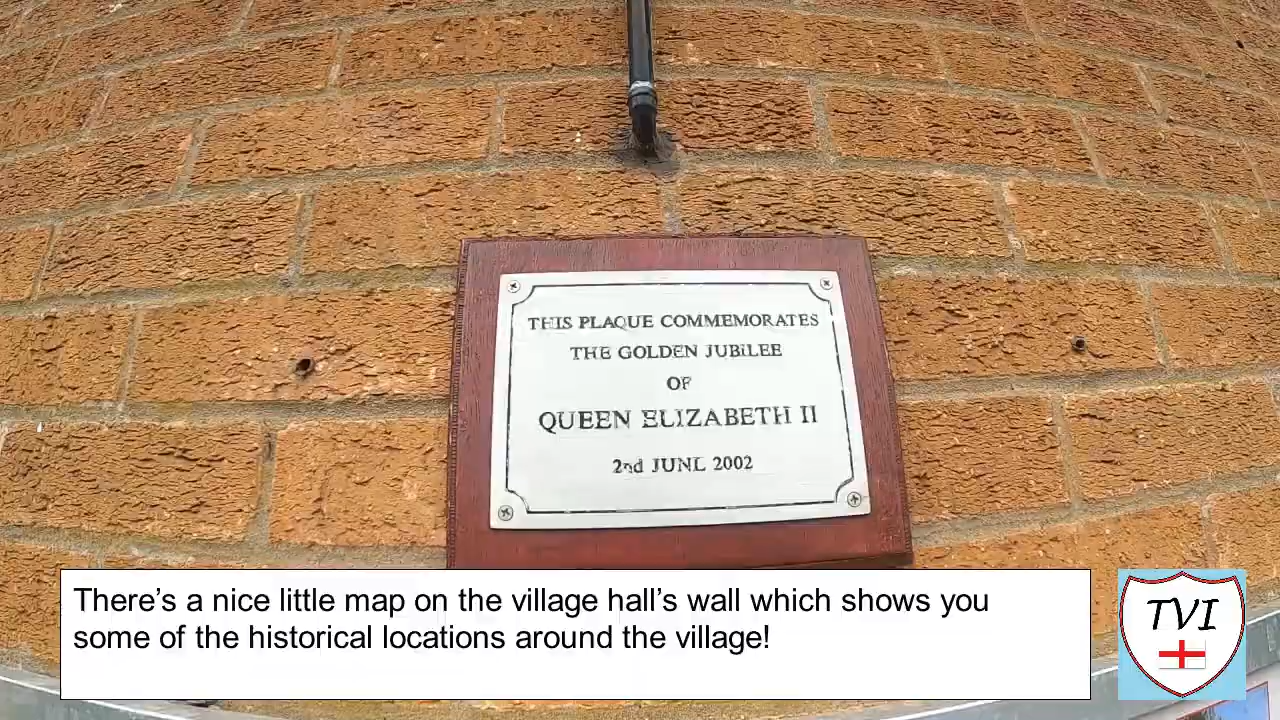 THIS PLAQUE COMMEMORATES
THE GOLDEN JUBILEE
OF
QUEEN ELIZABETH II
2nd JUNE 2002
There's a nice little map on the village hall's wall which shows you
some of the historical locations around the village!
TVI